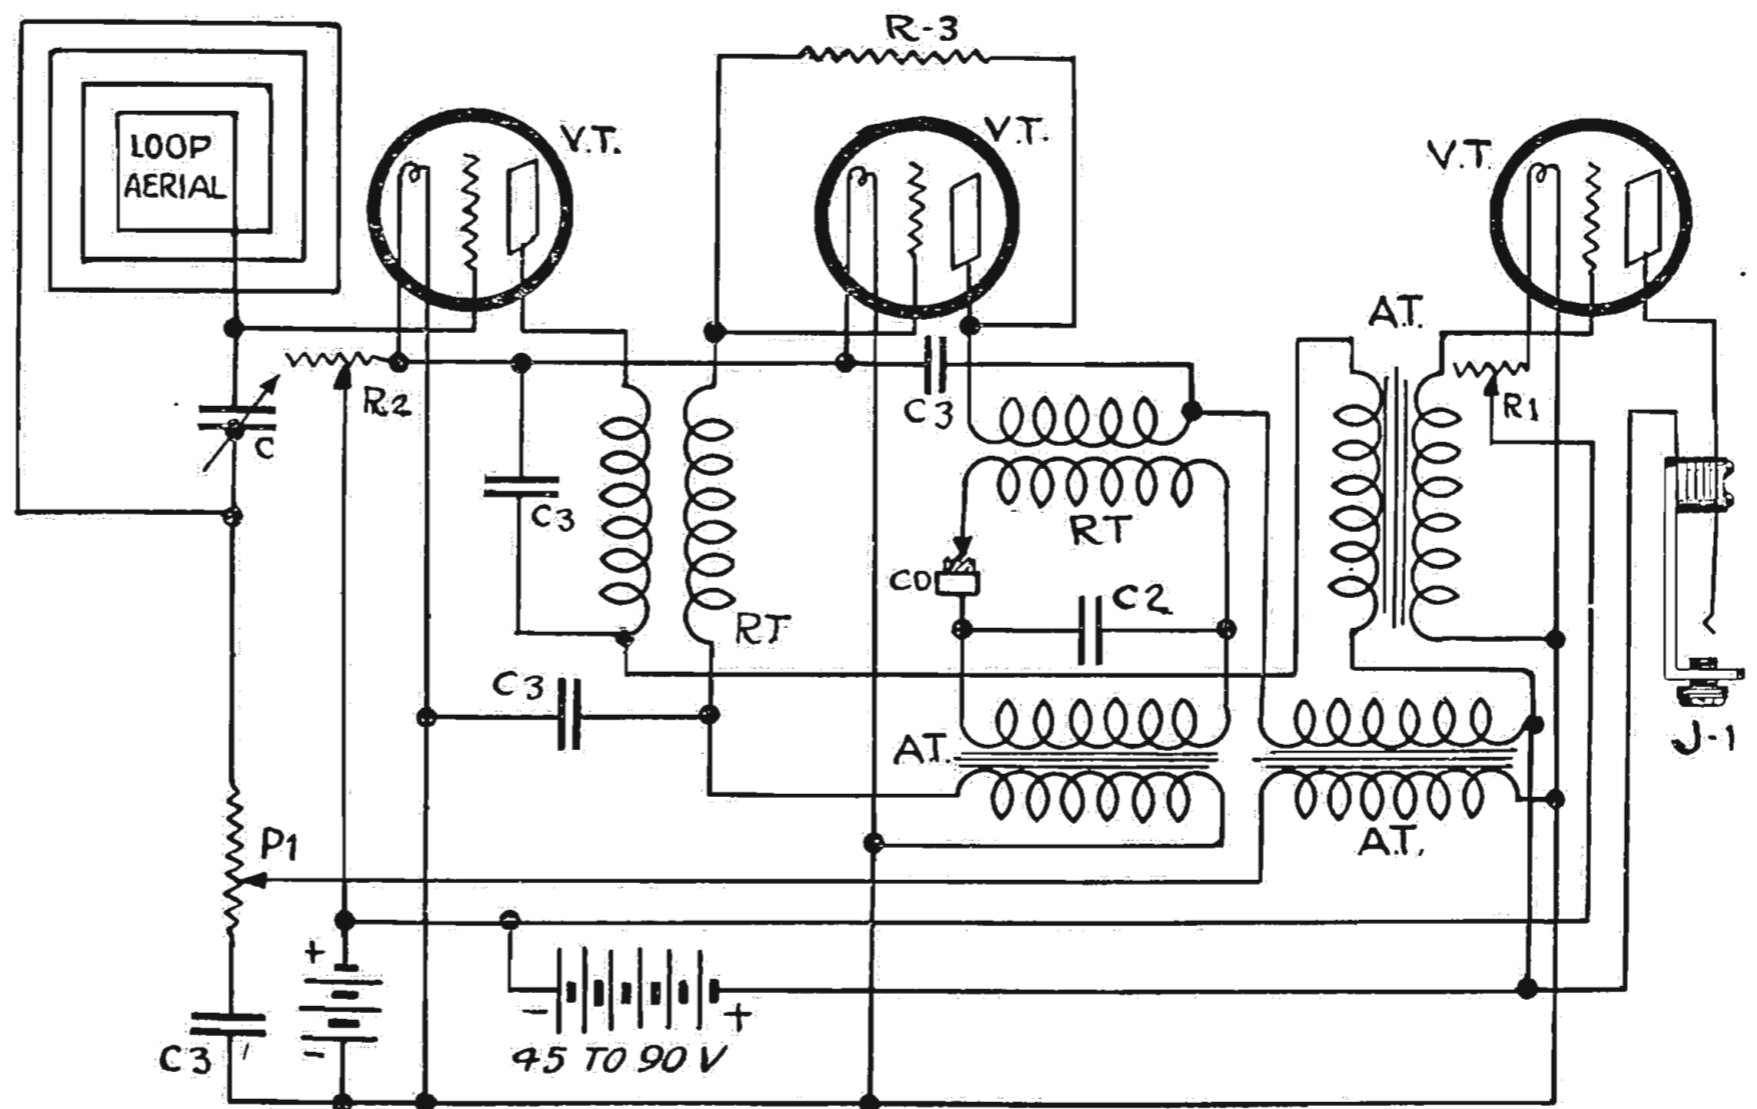 R-3
LOOP
AERIAL
V.T.
V.T.
V.T.
A.T.
R2
C3
R1
C
C3
RT
CD
C2
RT
C3
A.T.
J-1
P1
A.T.
+
-
+
-
45 TO 90 V
C3